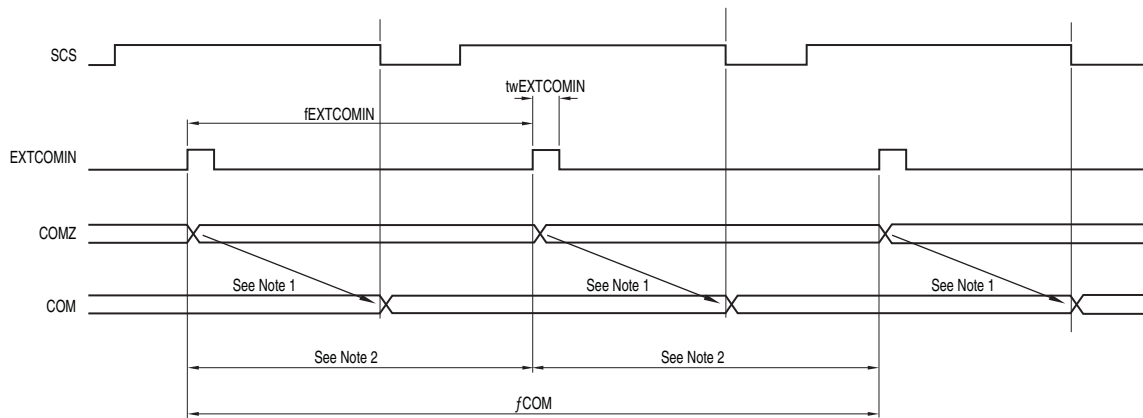 SCS
twEXTCOMIN
fEXTCOMIN
EXTCOMIN
COMZ
See Note 1 See Note 1 See Note 1
COM
See Note 2 See Note 2
ƒCOM